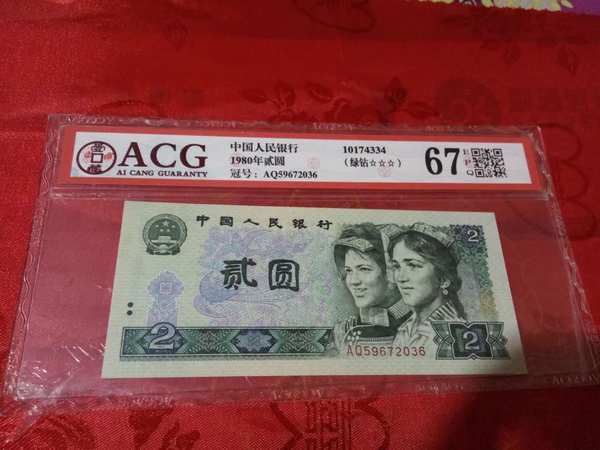 ACG
AI CANG GUARANTY
中国人民银行
1980年贰圆
冠号：AQ59672036
10174334
（绿钻☆☆☆）
67
E
P
Q
中国人民银行
贰圆
2
2
2
AQ59672036